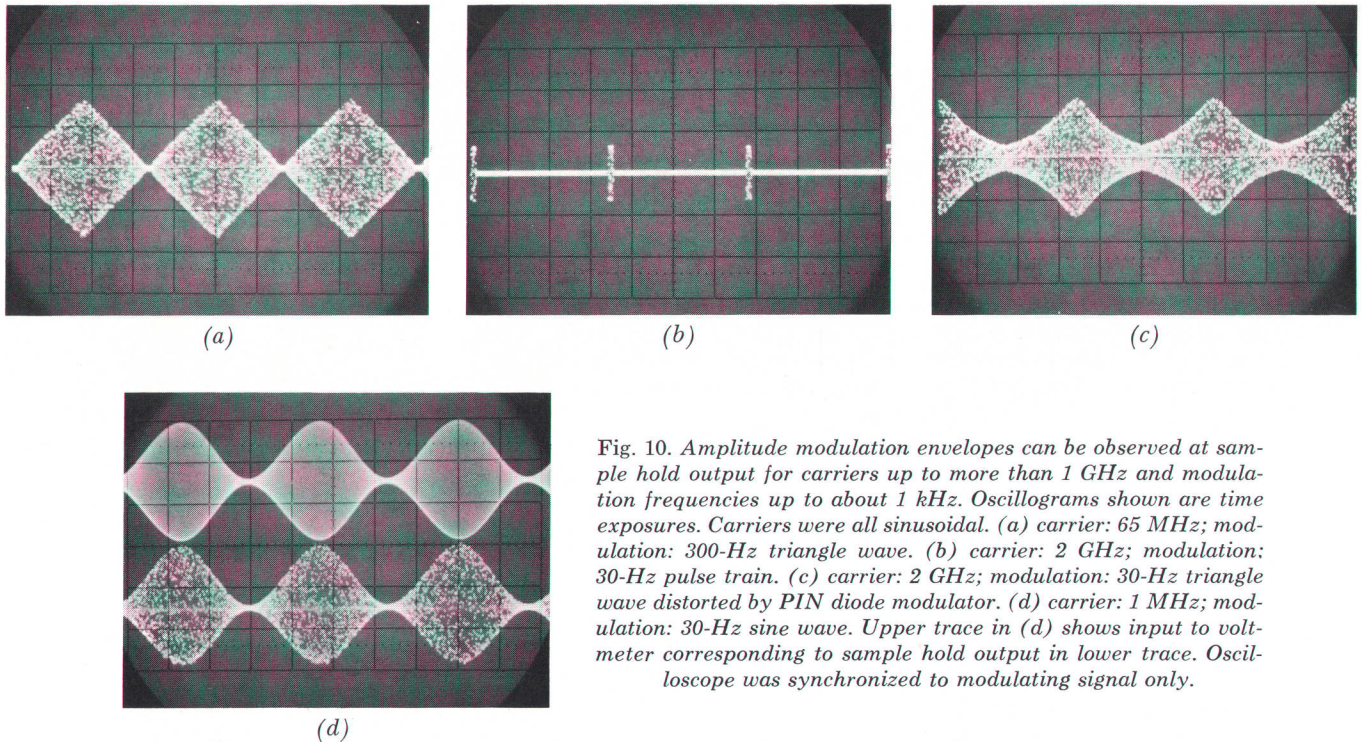 (a)
(b)
(c)
Fig. 10. Amplitude modulation envelopes can be observed at sam-
ple hold output for carriers up to more than 1 GHz and modula-
tion frequencies up to about 1 kHz. Oscillograms shown are time
exposures. Carriers were all sinusoidal. (a) carrier: 65 MHz; mod-
ulation: 300-Hz triangle wave. (b) carrier: 2 GHz; modulation:
30-Hz pulse train. (c) carrier: 2 GHz; modulation: 30-Hz triangle
wave distorted by PIN diode modulator. (d) carrier: 1 MHz; mod-
ulation: 30-Hz sine wave. Upper trace in (d) shows input to volt-
meter corresponding to sample hold output in lower trace. Oscil-
loscope was synchronized to modulating signal only.
(d)